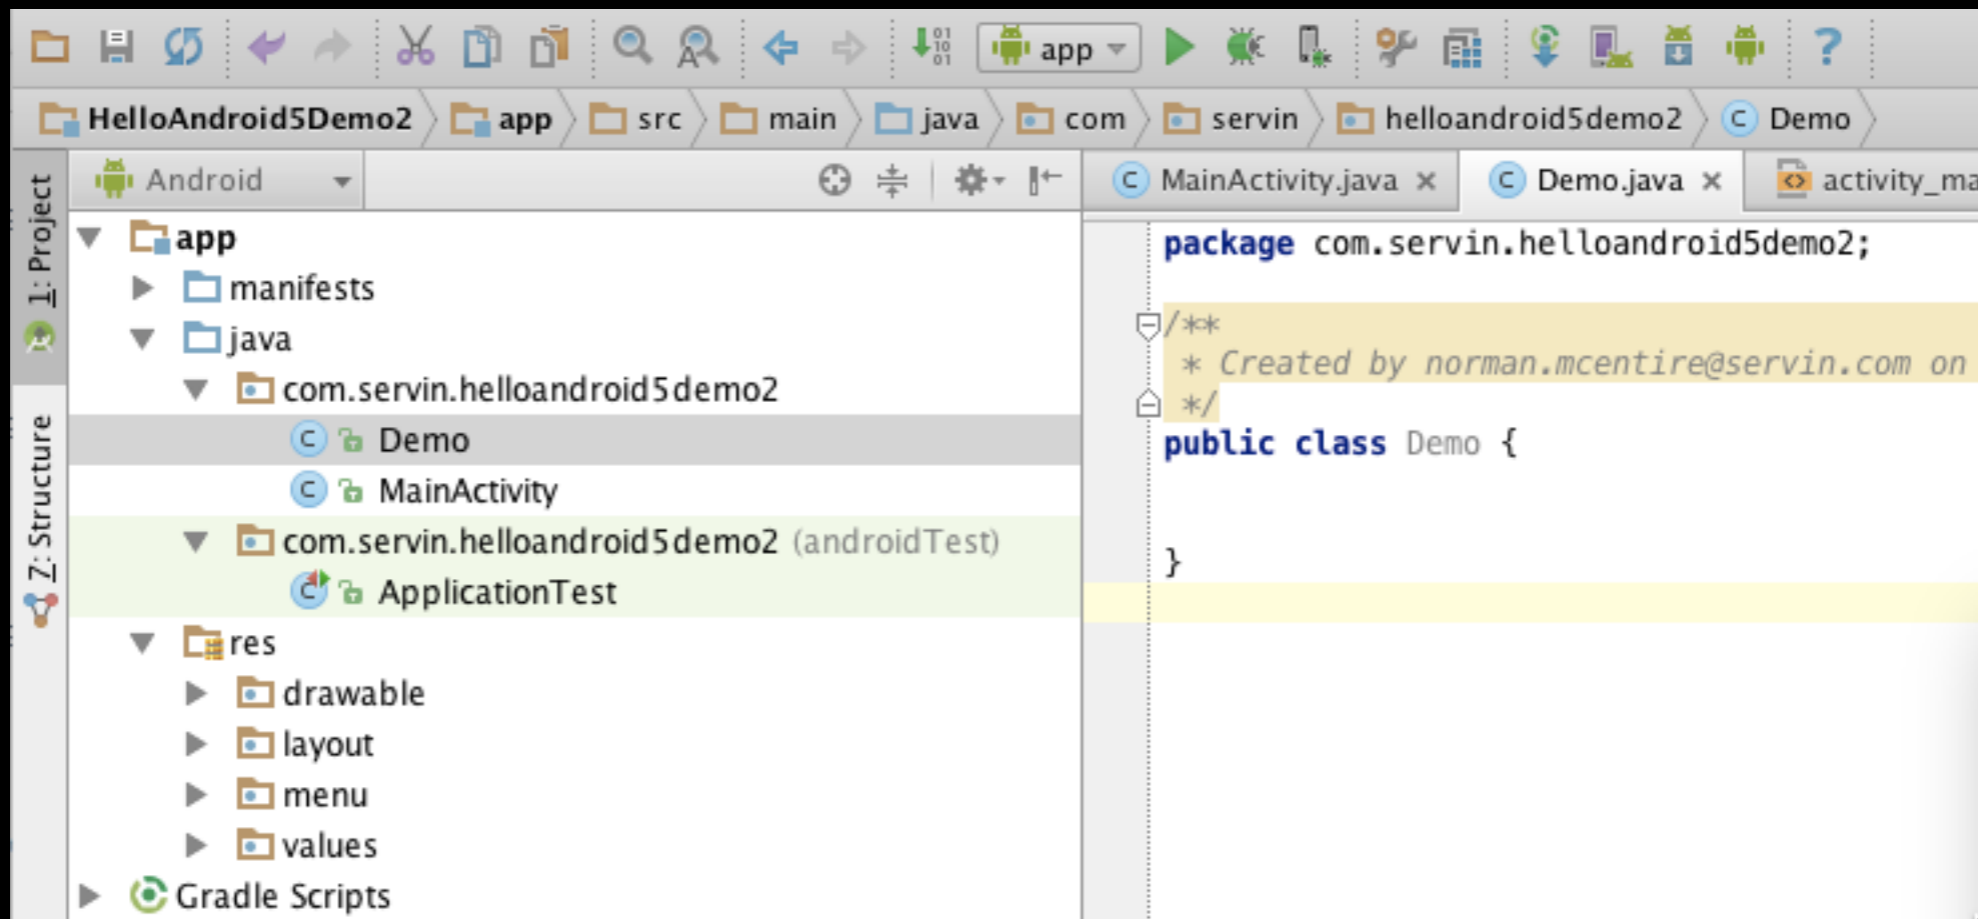 app
HelloAndroid5Demo2 app src main java com servin helloandroid5demo2 Demo
1: Project
7: Structure
Android
app
manifests
java
com.servin.helloandroid5demo2
Demo
MainActivity
com.servin.helloandroid5demo2 (androidTest)
ApplicationTest
res
drawable
layout
menu
values
Gradle Scripts
MainActivity.java Demo.java activity_ma
package com.servin.helloandroid5demo2;
/**
* Created by norman.mcentire@servin.com on
*/
public class Demo {
}